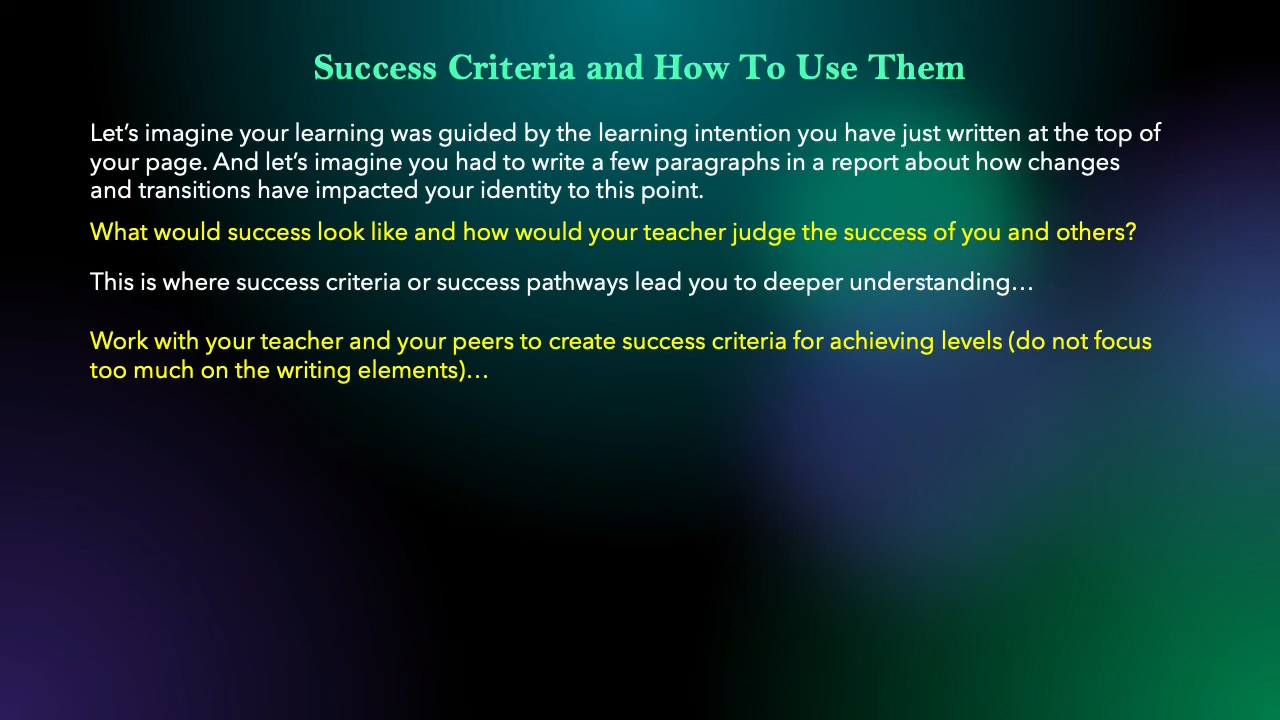 Success Criteria and How To Use Them
Let’s imagine your learning was guided by the learning intention you have just written at the top of
your page. And let’s imagine you had to write a few paragraphs in a report about how changes
and transitions have impacted your identity to this point.
What would success look like and how would your teacher judge the success of you and others?
This is where success criteria or success pathways lead you to deeper understanding…
Work with your teacher and your peers to create success criteria for achieving levels (do not focus
too much on the writing elements)…